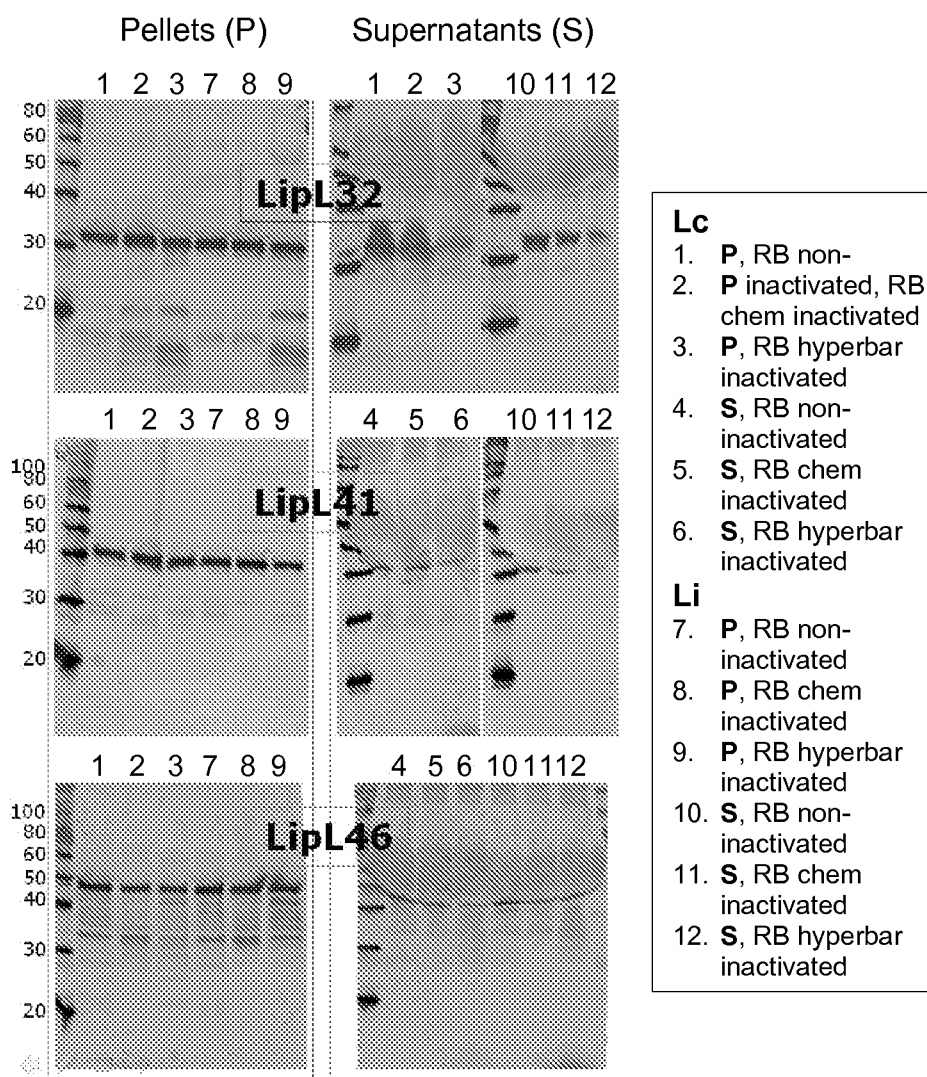 Pellets (P) Supernatants (S)
1 2 3 7 8 9 1 2 3 10 11 12
80
60
50
40
30
20
LipL32
1 2 3 7 8 9 4 5 6 10 11 12
100
80
60
50
40
30
20
LipL41
1 2 3 7 8 9 4 5 6 10 11 12
100
80
60
50
40
30
20
LipL46
Lc
1. P, RB non-
2. P inactivated, RB
chem inactivated
3. P, RB hyperbar
inactivated
4. S, RB non-
inactivated
5. S, RB chem
inactivated
6. S, RB hyperbar
inactivated
Li
7. P, RB non-
inactivated
8. P, RB chem
inactivated
9. P, RB hyperbar
inactivated
10. S, RB non-
inactivated
11. S, RB chem
inactivated
12. S, RB hyperbar
inactivated